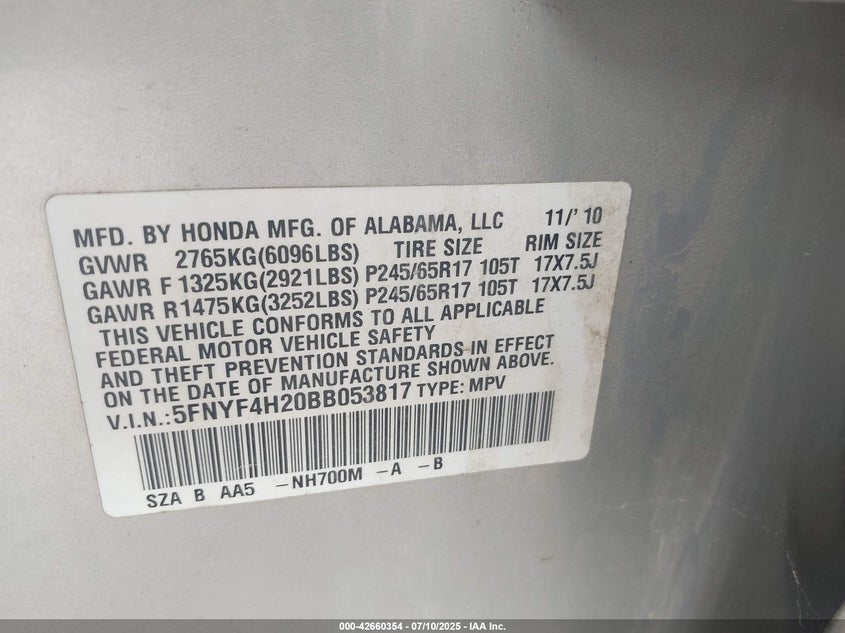 MFD. BY HONDA MFG. OF ALABAMA, LLC 11/' 10
GVWR 2765KG(6096LBS) TIRE SIZE RIM SIZE
GAWR F 1325KG(2921LBS) P245/65R17 105T 17X7.5J
GAWR R1475KG(3252LBS) P245/65R17 105T 17X7.5J
THIS VEHICLE CONFORMS TO ALL APPLICABLE
FEDERAL MOTOR VEHICLE SAFETY
AND THEFT PREVENTION STANDARDS IN EFFECT
ON THE DATE OF MANUFACTURE SHOWN ABOVE.
V.I.N.:5FNYF4H20BB053817 TYPE: MPV
SZA B AA5 -NH700M -A -B
000-42660354 - 07/10/2025 - IAA Inc.